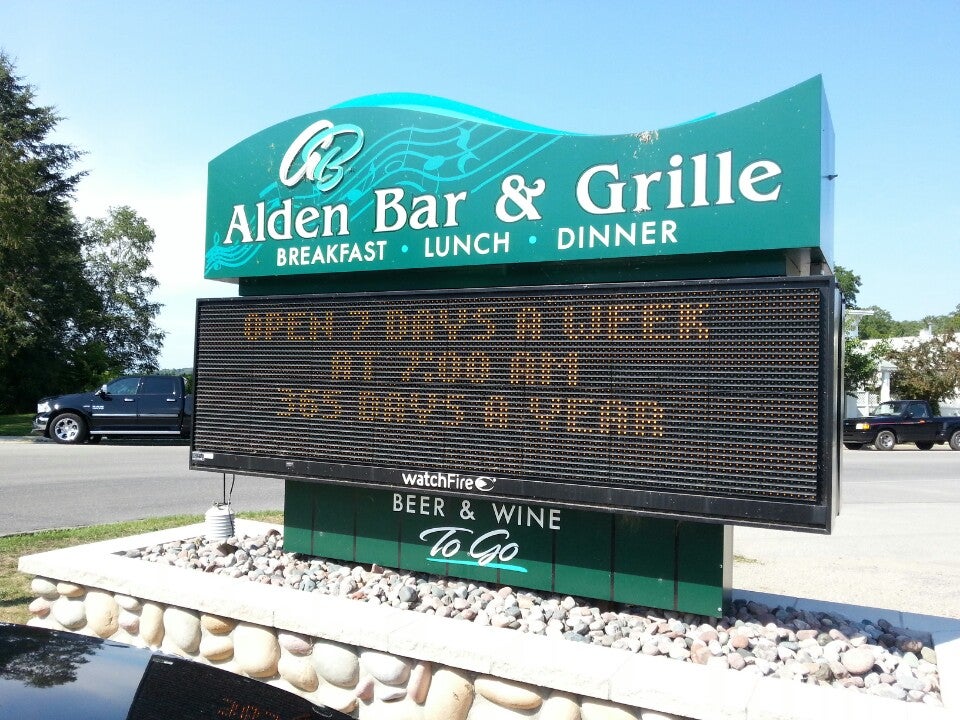 AB
Alden Bar & Grille
BREAKFAST • LUNCH • DINNER
OPEN 7 DAYS A WEEK
AT 7:00 AM
365 DAYS A YEAR
watchFire
BEER & WINE
To Go